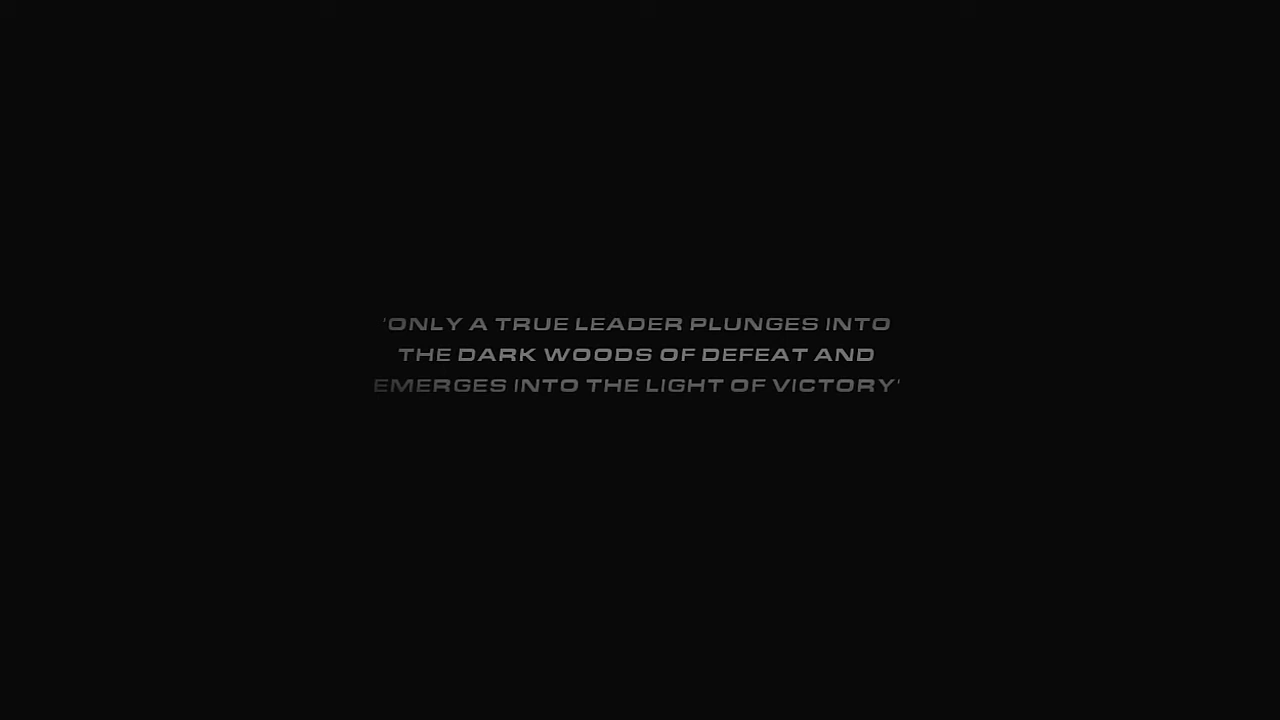 'ONLY A TRUE LEADER PLUNGES INTO
THE DARK WOODS OF DEFEAT AND
EMERGES INTO THE LIGHT OF VICTORY'